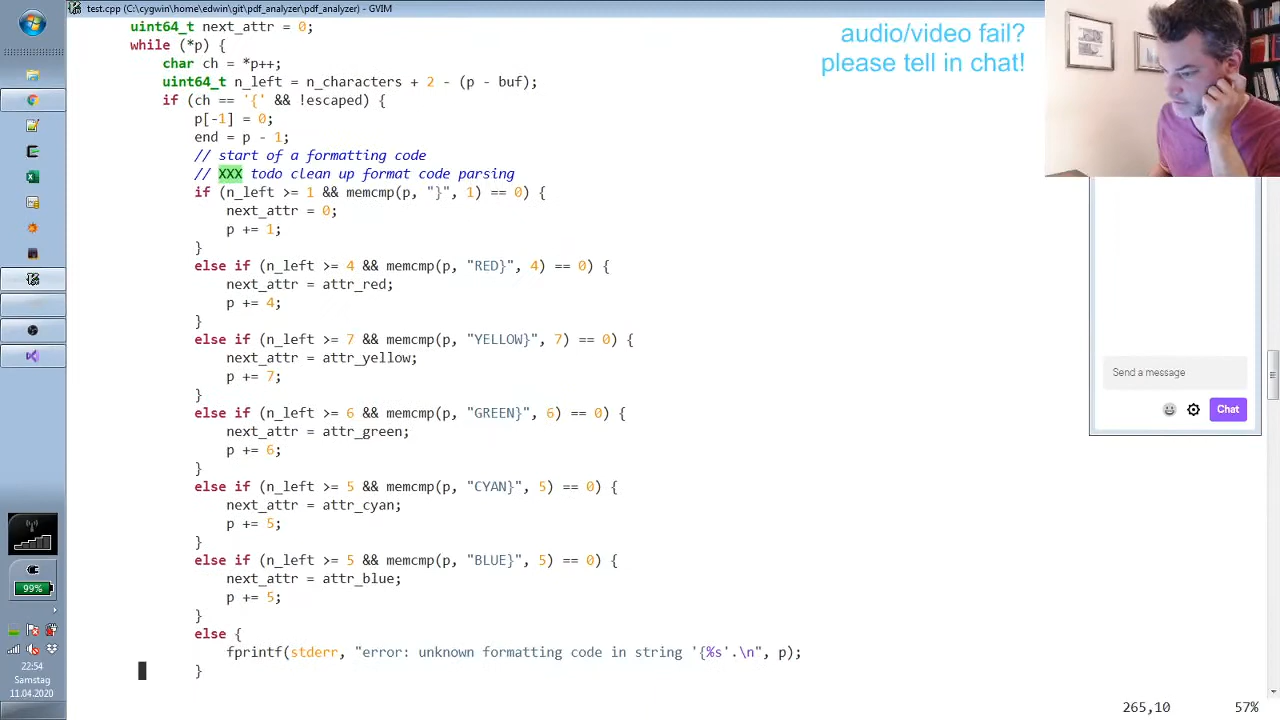 test.cpp (C:\cygwin\home\edwin\git\pdf_analyzer\pdf_analyzer) - GVIM
uint64_t next_attr = 0;
while (*p) {
char ch = *p++;
uint64_t n_left = n_characters + 2 - (p - buf);
if (ch == '{' && !escaped) {
p[-1] = 0;
end = p - 1;
// start of a formatting code
// XXX todo clean up format code parsing
if (n_left >= 1 && memcmp(p, "}", 1) == 0) {
next_attr = 0;
p += 1;
}
else if (n_left >= 4 && memcmp(p, "RED}", 4) == 0) {
next_attr = attr_red;
p += 4;
}
else if (n_left >= 7 && memcmp(p, "YELLOW}", 7) == 0) {
next_attr = attr_yellow;
p += 7;
}
else if (n_left >= 6 && memcmp(p, "GREEN}", 6) == 0) {
next_attr = attr_green;
p += 6;
}
else if (n_left >= 5 && memcmp(p, "CYAN}", 5) == 0) {
next_attr = attr_cyan;
p += 5;
}
else if (n_left >= 5 && memcmp(p, "BLUE}", 5) == 0) {
next_attr = attr_blue;
p += 5;
}
else {
fprintf(stderr, "error: unknown formatting code in string '{%s'.\n", p);
}
265,10 57%
audio/video fail?
please tell in chat!
Send a message
Chat
99%
22:54
Samstag
11.04.2020